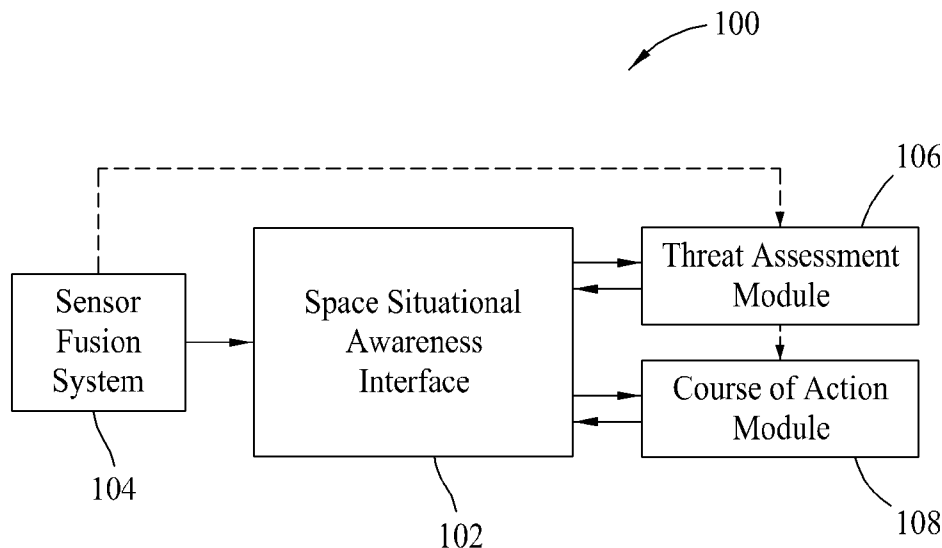 100
106
Threat Assessment
Module
Sensor
Fusion
System
Space Situational
Awareness
Interface
Course of Action
Module
104
102
108